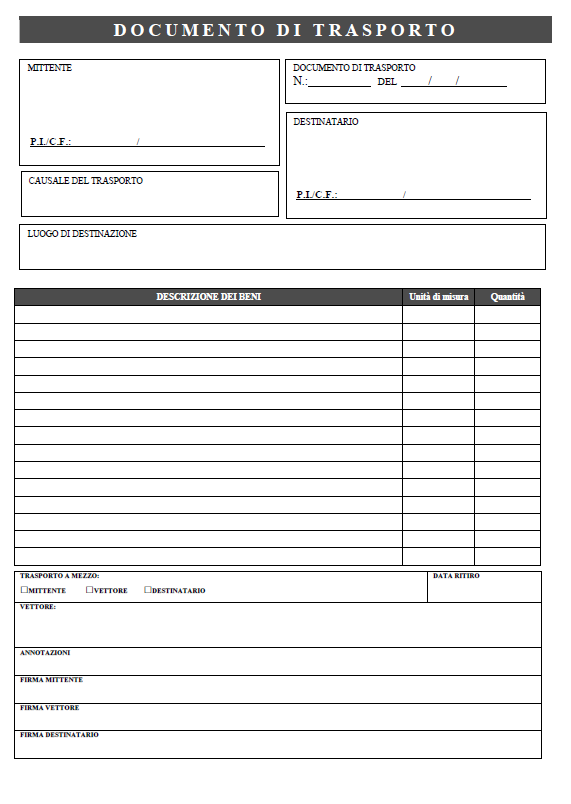 DOCUMENTO DI TRASPORTO
MITTENTE
P.I./C.F.: /
DOCUMENTO DI TRASPORTO
N.: DEL / /
DESTINATARIO
P.I./C.F.: /
CAUSALE DEL TRASPORTO
LUOGO DI DESTINAZIONE
DESCRIZIONE DEI BENI Unità di misura Quantità
TRASPORTO A MEZZO: DATA RITIRO
☐MITTENTE ☐VETTORE ☐DESTINATARIO
VETTORE:
ANNOTAZIONI
FIRMA MITTENTE
FIRMA VETTORE
FIRMA DESTINATARIO